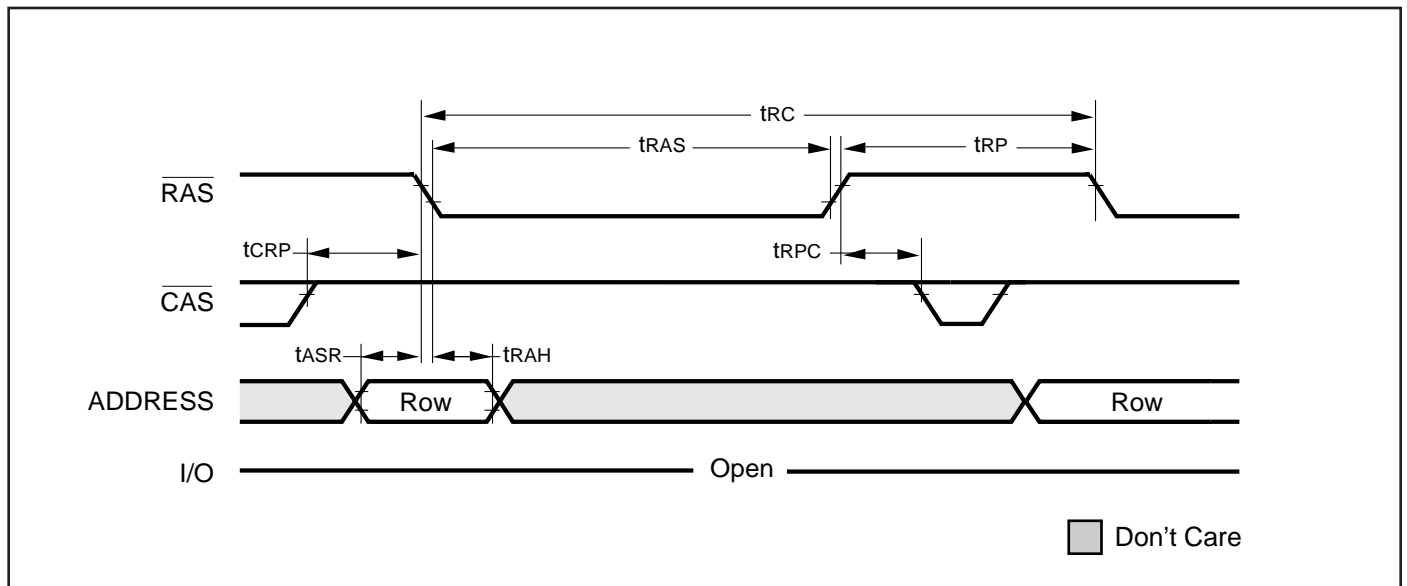 tRC
tRAS
tRP
RAS
tCRP
tRPC
CAS
tASR
tRAH
ADDRESS
Row
Row
I/O
Open
Don't Care